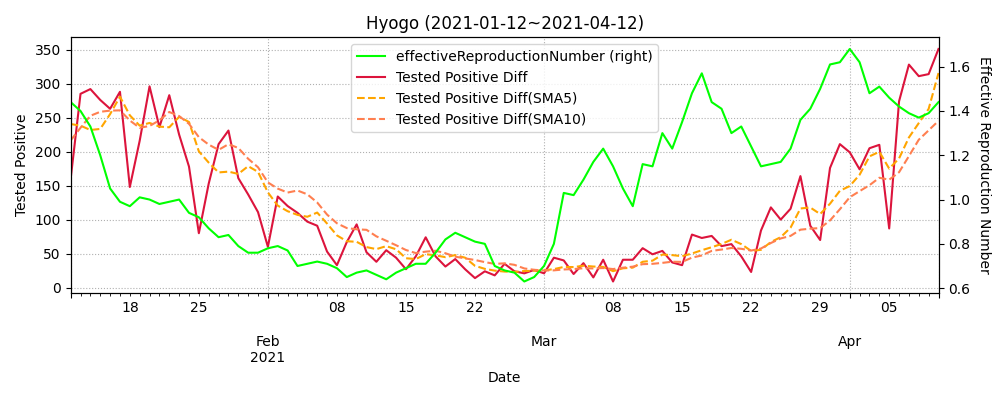 Hyogo (2021-01-12~2021-04-12)
effectiveReproductionNumber (right)
Tested Positive Diff
Tested Positive Diff(SMA5)
Tested Positive Diff(SMA10)
Tested Positive
350
300
250
200
150
100
50
0
1.6
1.4
1.2
1.0
0.8
0.6
Effective Reproduction Number
18 25 08 15 22 08 15 22 29 05
Feb Mar Apr
2021
Date